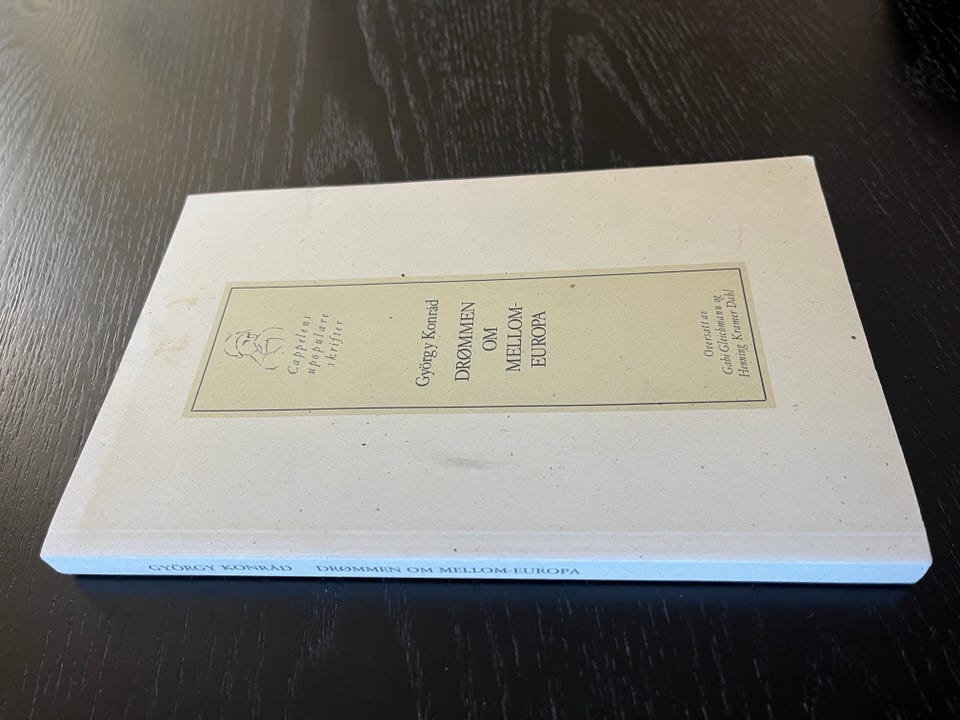 Cappelens
upopulære
skrifter
György Konrád
DRØMMEN
OM
MELLOM-
EUROPA
Oversatt av
Gabi Gleichmann og
Henning Kramer Dahl
GYÖRGY KONRÁD DRØMMEN OM MELLOM-EUROPA